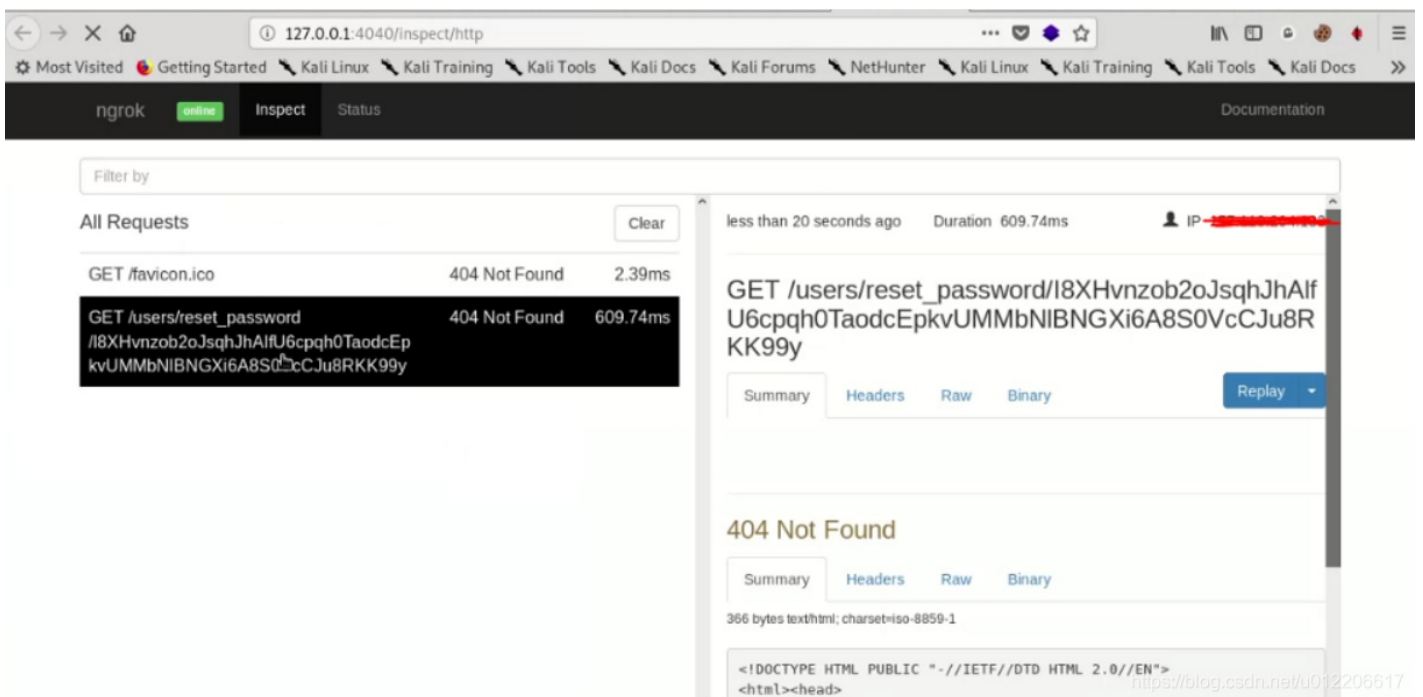 127.0.0.1:4040/inspect/http
Most Visited Getting Started Kali Linux Kali Training Kali Tools Kali Docs Kali Forums NetHunter Kali Linux Kali Training Kali Tools Kali Docs
ngrok online Inspect Status Documentation
Filter by
All Requests Clear
GET /favicon.ico 404 Not Found 2.39ms
GET /users/reset_password 404 Not Found 609.74ms
/I8XHvnzob2oJsqhJhAlfU6cpqh0TaodcEp
less than 20 seconds ago Duration 609.74ms IP
GET /users/reset_password/I8XHvnzob2oJsqhJhAlf
U6cpqh0TaodcEpkvUMMbNIBNGXi6A8S0VcCJu8R
KK99y
Summary Headers Raw Binary Replay
404 Not Found
Summary Headers Raw Binary
366 bytes text/html; charset=iso-8859-1
<!DOCTYPE HTML PUBLIC "-//IETF//DTD HTML 2.0//EN">
<html><head>
https://blog.csdn.net/u012206617